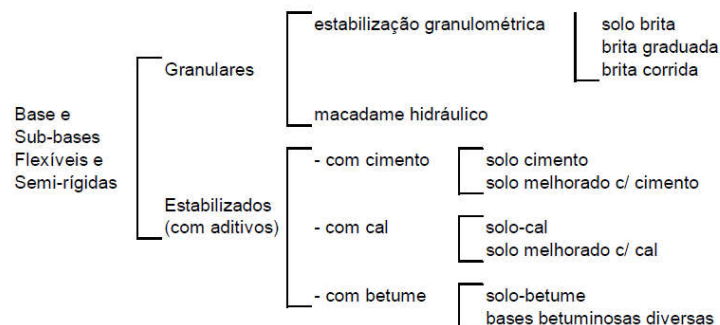 Base e
Sub-bases
Flexíveis e
Semi-rígidas
Granulares
estabilização granulométrica
solo brita
brita graduada
brita corrida
macadame hidráulico
Estabilizados
(com aditivos)
- com cimento
solo cimento
solo melhorado c/ cimento
- com cal
solo-cal
solo melhorado c/ cal
- com betume
solo-betume
bases betuminosas diversas